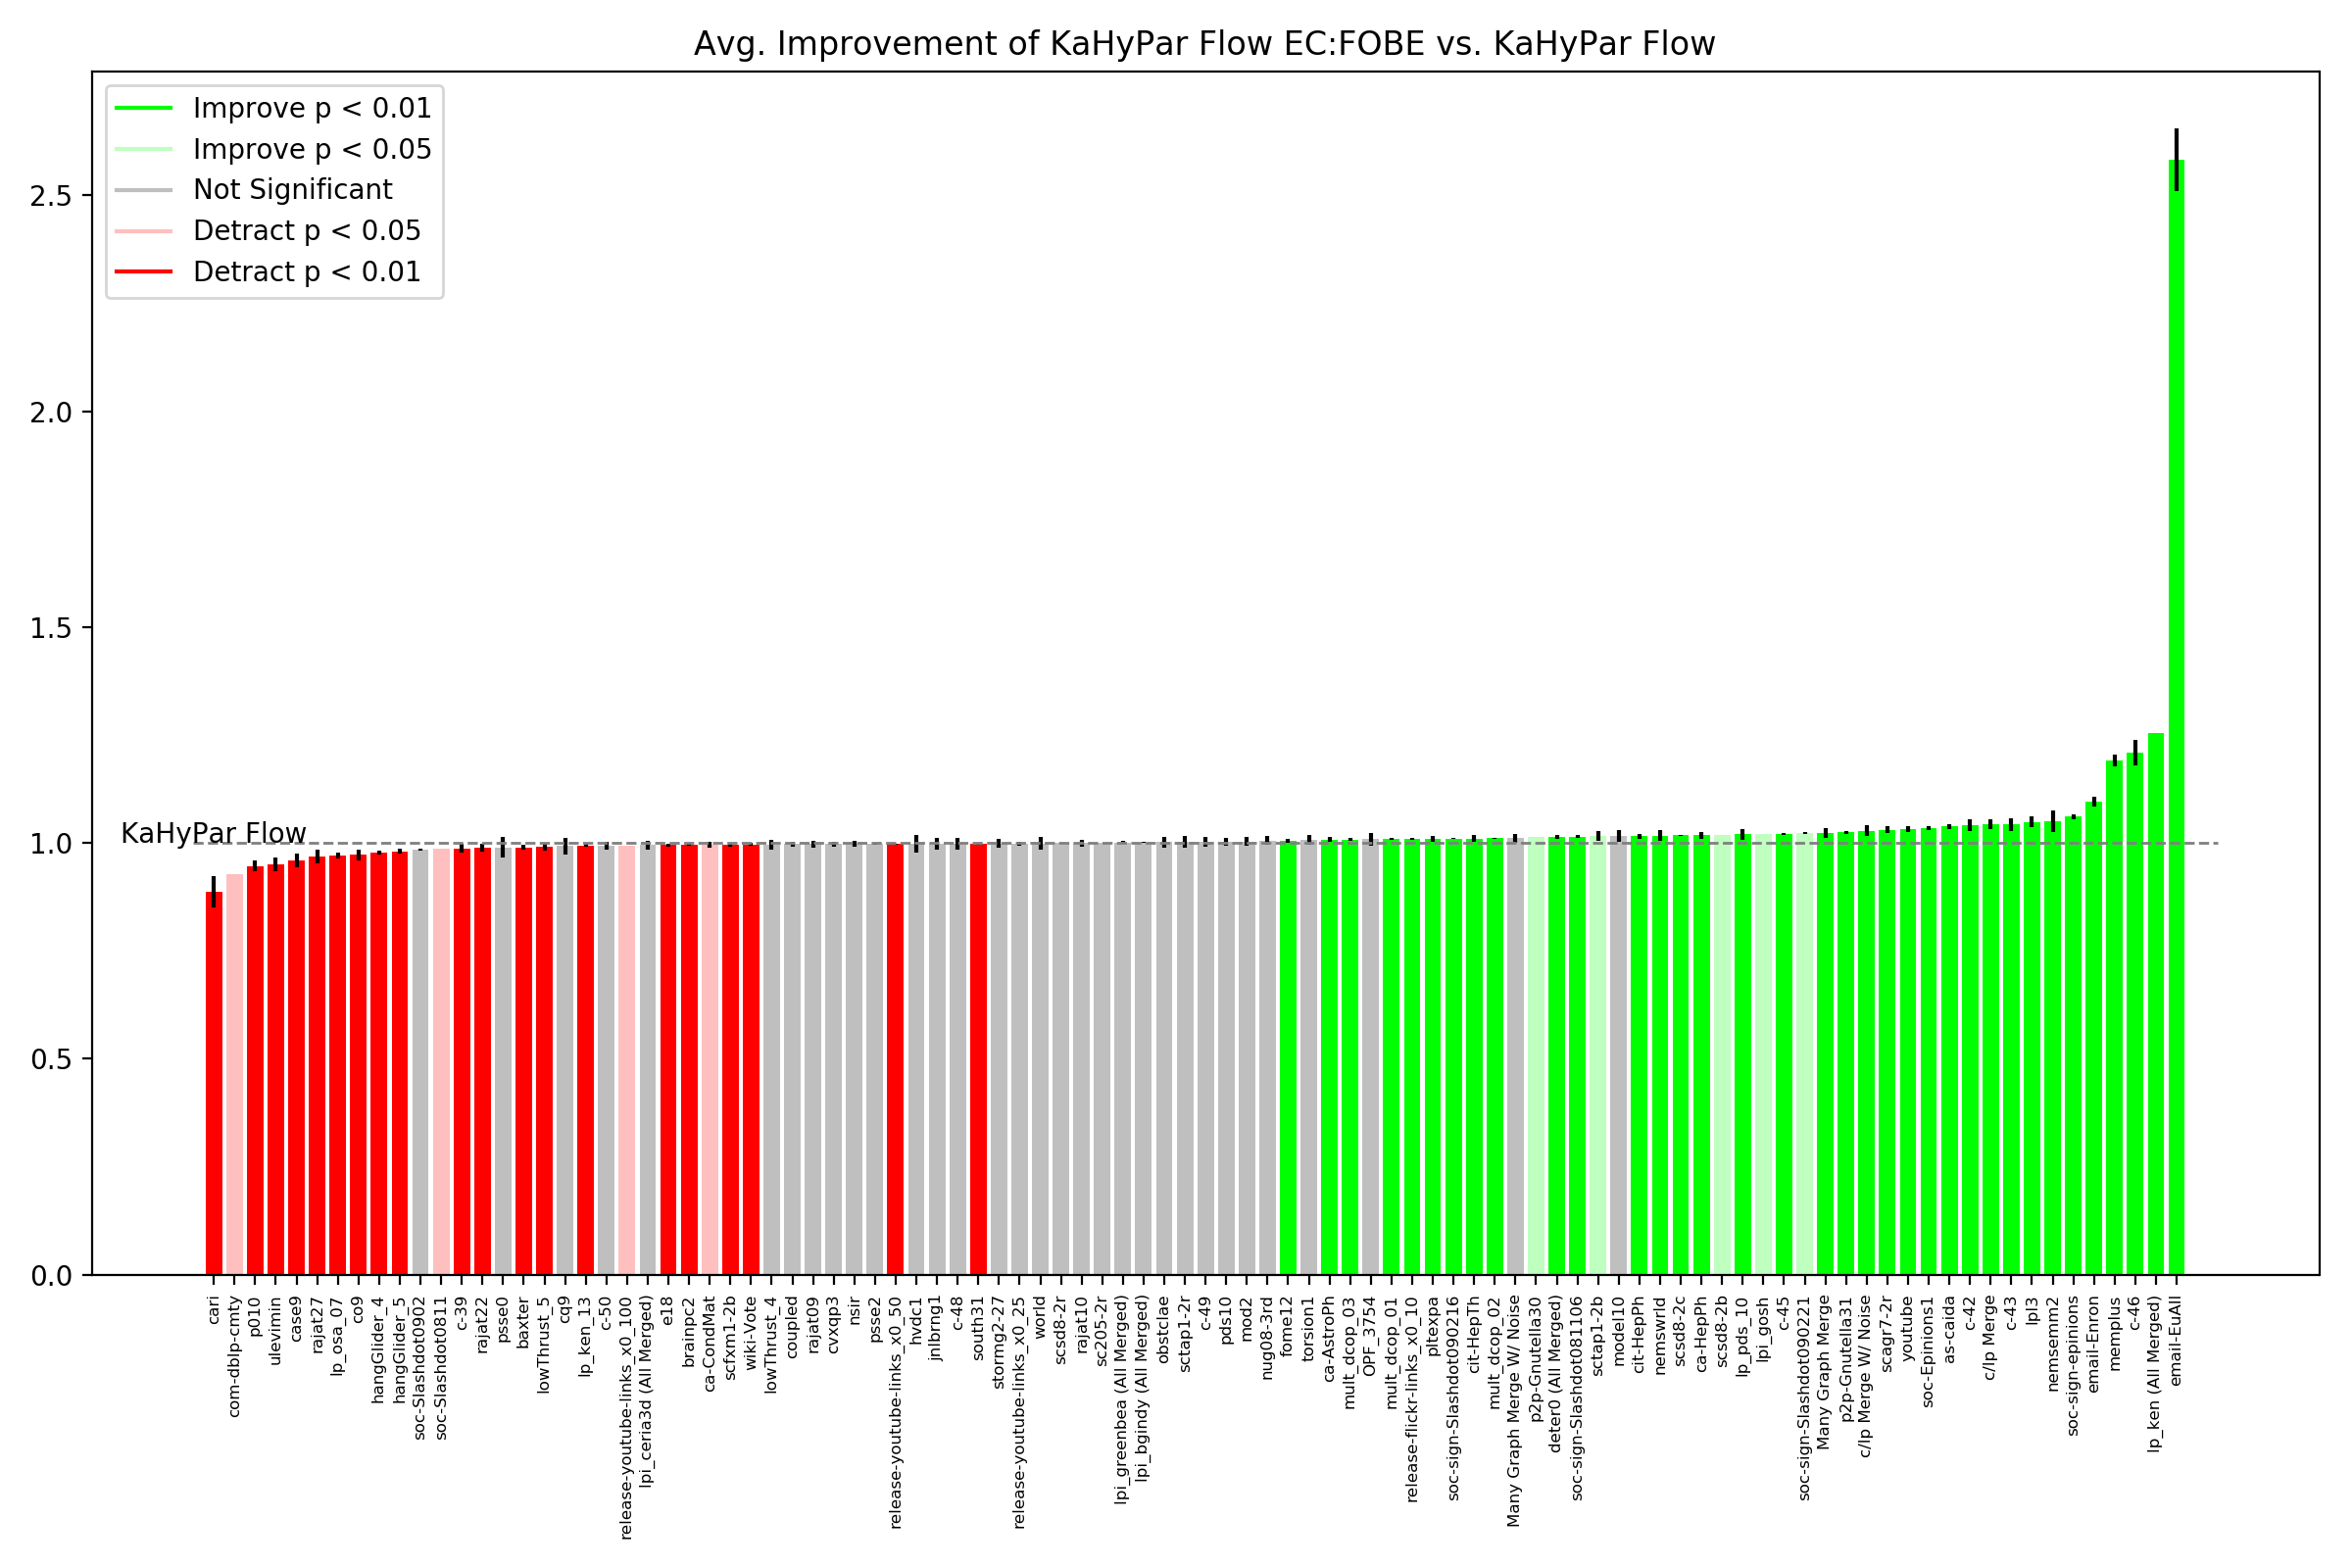 Avg. Improvement of KaHyPar Flow EC:FOBE vs. KaHyPar Flow
Improve p < 0.01
Improve p < 0.05
Not Significant
Detract p < 0.05
Detract p < 0.01
2.5
2.0
1.5
1.0
0.5
0.0
KaHyPar Flow
cari
com-dblp-cmty
p010
ulevimin
case9
rajat27
lp_osa_07
co9
hangGlider_4
hangGlider_5
soc-Slashdot0902
soc-Slashdot0811
c-39
rajat22
psse0
baxter
lowThrust_5
cq9
lp_ken_13
c-50
release-youtube-links_x0_100
lpi_ceria3d (All Merged)
e18
brainpc2
ca-CondMat
scfxm1-2b
wiki-Vote
lowThrust_4
coupled
rajat09
cvxqp3
nsir
psse2
release-youtube-links_x0_50
hvdc1
jnlbrng1
c-48
south31
stormg2-27
release-youtube-links_x0_25
world
scsd8-2r
rajat10
sc205-2r
lpi_greenbea (All Merged)
lpi_bgindy (All Merged)
obstclae
sctap1-2r
c-49
pds10
mod2
nug08-3rd
fome12
torsion1
ca-AstroPh
mult_dcop_03
OPF_3754
mult_dcop_01
release-flickr-links_x0_10
pltexpa
soc-sign-Slashdot090216
cit-HepTh
mult_dcop_02
Many Graph Merge W/ Noise
p2p-Gnutella30
deter0 (All Merged)
soc-sign-Slashdot081106
sctap1-2b
model10
cit-HepPh
nemswrld
scsd8-2c
ca-HepPh
scsd8-2b
lp_pds_10
lpi_gosh
c-45
soc-sign-Slashdot090221
Many Graph Merge
p2p-Gnutella31
c/lp Merge W/ Noise
scagr7-2r
youtube
soc-Epinions1
as-caida
c-42
c/lp Merge
c-43
lpl3
nemsemm2
soc-sign-epinions
email-Enron
memplus
c-46
lp_ken (All Merged)
email-EuAll